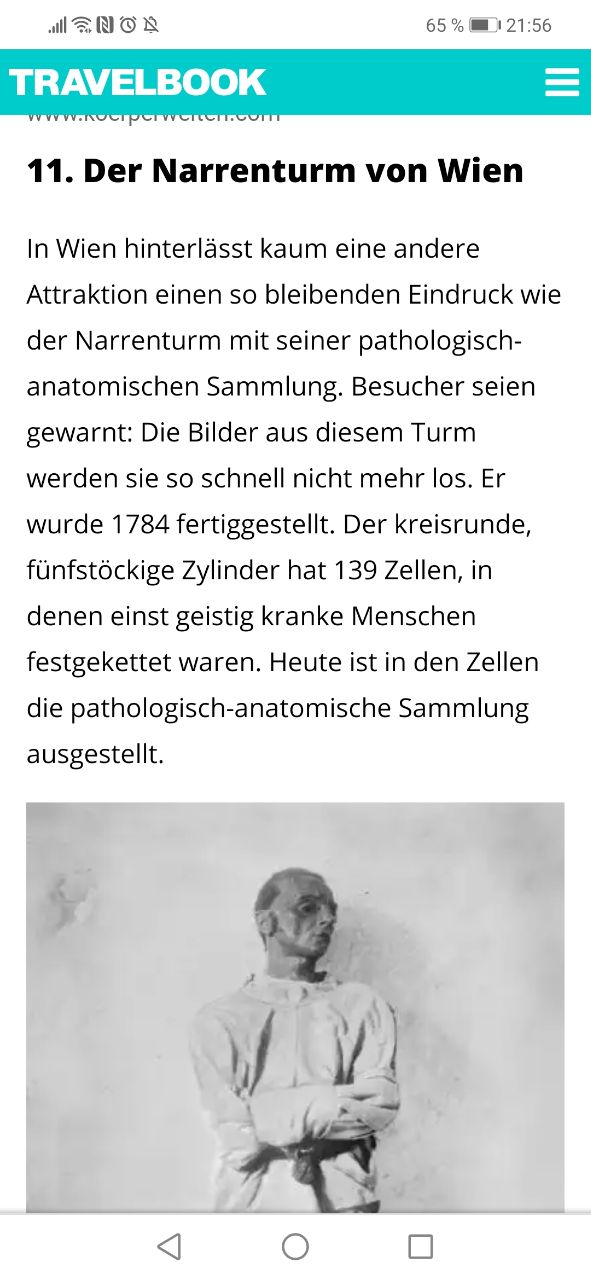 65 % 21:56
TRAVELBOOK
www.koerperwelten.com
11. Der Narrenturm von Wien
In Wien hinterlässt kaum eine andere
Attraktion einen so bleibenden Eindruck wie
der Narrenturm mit seiner pathologisch-
anatomischen Sammlung. Besucher seien
gewarnt: Die Bilder aus diesem Turm
werden sie so schnell nicht mehr los. Er
wurde 1784 fertiggestellt. Der kreisrunde,
fünfstöckige Zylinder hat 139 Zellen, in
denen einst geistig kranke Menschen
festgekettet waren. Heute ist in den Zellen
die pathologisch-anatomische Sammlung
ausgestellt.